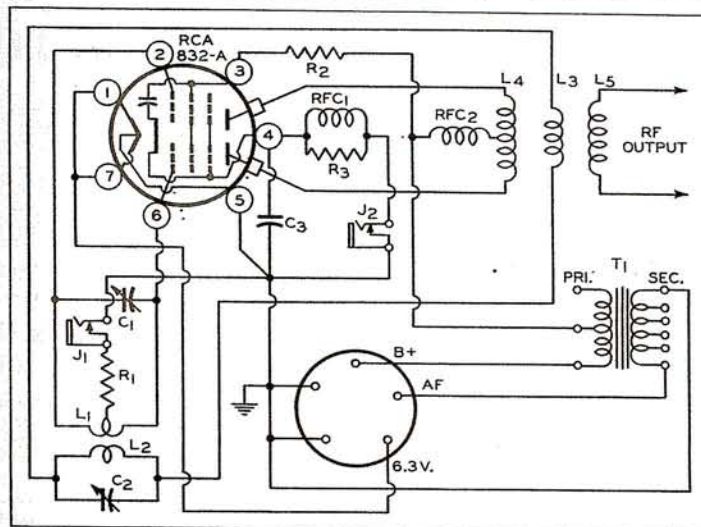 RCA
832-A
1
2
3
4
5
6
7
R2
RFC1
R3
RFC2
L4
L3
L5
RF
OUTPUT
C3
J2
C1
J1
R1
L1
L2
C2
PRI.
T1
SEC.
B+
AF
6.3V.